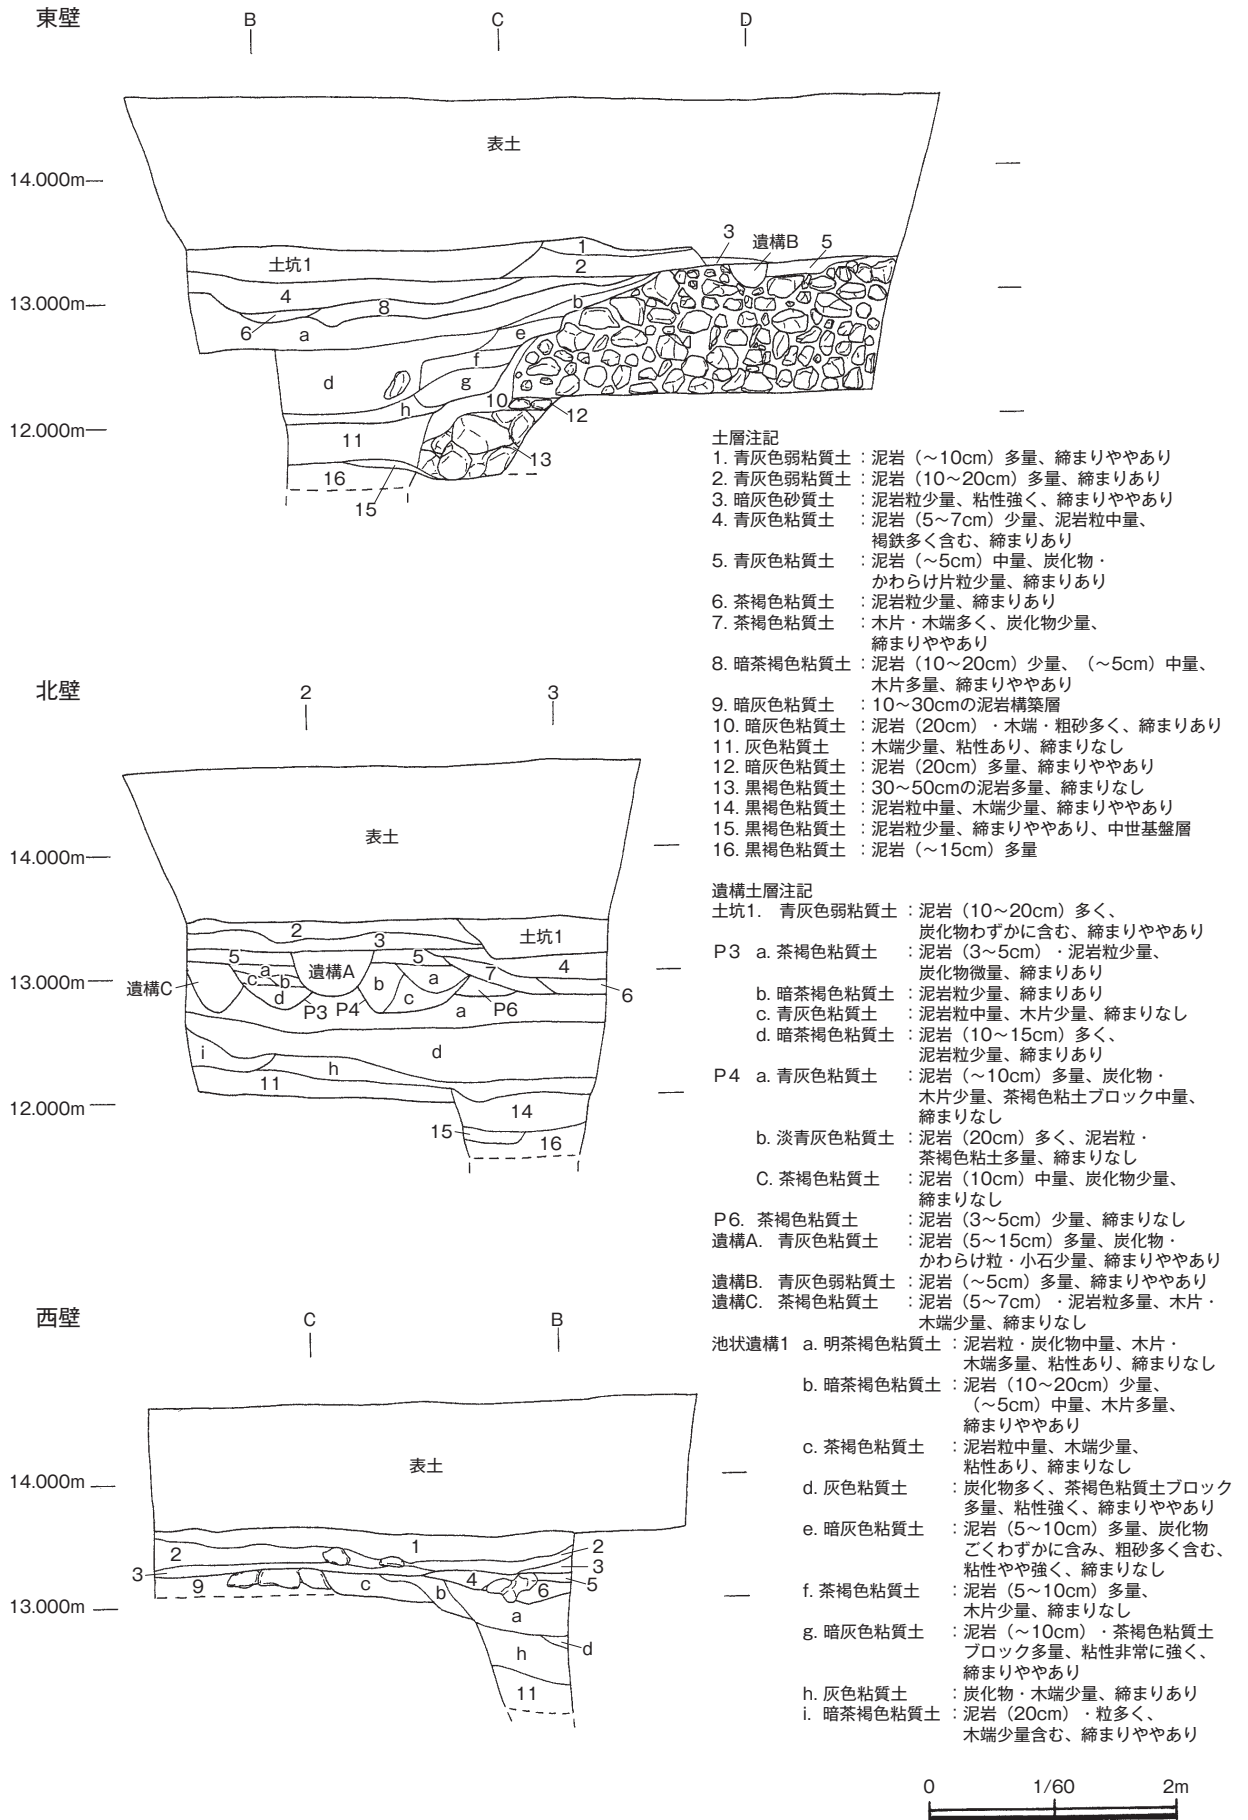 東壁
B
C
D
表土
14.000m
3
遺構B
5
1
土坑1
2
13.000m
4
8
b
6
a
e
f
d
g
h
10
12
12.000m
11
13
16
15
土層注記
1. 青灰色弱粘質土：泥岩（～10cm）多量、締まりややあり
2. 青灰色弱粘質土：泥岩（10～20cm）多量、締まりあり
3. 暗灰色砂質土：泥岩粒少量、粘性強く、締まりややあり
4. 青灰色粘質土：泥岩（5～7cm）少量、泥岩粒中量、
褐鉄多く含む、締まりあり
5. 青灰色粘質土：泥岩（～5cm）中量、炭化物・
かわらけ片粒少量、締まりあり
6. 茶褐色粘質土：泥岩粒少量、締まりあり
7. 茶褐色粘質土：木片・木端多く、炭化物少量、
締まりややあり
8. 暗茶褐色粘質土：泥岩（10～20cm）少量、（～5cm）中量、
木片多量、締まりややあり
9. 暗灰色粘質土：10～30cmの泥岩構築層
10. 暗灰色粘質土：泥岩（20cm）・木端・粗砂多く、締まりあり
11. 灰色粘質土：木端少量、粘性あり、締まりなし
12. 暗灰色粘質土：泥岩（20cm）多量、締まりややあり
13. 黒褐色粘質土：30～50cmの泥岩多量、締まりなし
14. 黒褐色粘質土：泥岩粒中量、木端少量、締まりややあり
15. 黒褐色粘質土：泥岩粒少量、締まりややあり、中世基盤層
16. 黒褐色粘質土：泥岩（～15cm）多量
遺構土層注記
土坑1. 青灰色弱粘質土：泥岩（10～20cm）多く、
炭化物わずかに含む、締まりややあり
P3 a. 茶褐色粘質土：泥岩（3～5cm）・泥岩粒少量、
炭化物微量、締まりあり
b. 暗茶褐色粘質土：泥岩粒少量、締まりあり
c. 青灰色粘質土：泥岩粒中量、木片少量、締まりなし
d. 暗茶褐色粘質土：泥岩（10～15cm）多く、
泥岩粒少量、締まりあり
P4 a. 青灰色粘質土：泥岩（～10cm）多量、炭化物・
木片少量、茶褐色粘土ブロック中量、
締まりなし
b. 淡青灰色粘質土：泥岩（20cm）多く、泥岩粒・
茶褐色粘土多量、締まりなし
C. 茶褐色粘質土：泥岩（10cm）中量、炭化物少量、
締まりなし
P6. 茶褐色粘質土：泥岩（3～5cm）少量、締まりなし
遺構A. 青灰色粘質土：泥岩（5～15cm）多量、炭化物・
かわらけ粒・小石少量、締まりややあり
遺構B. 青灰色弱粘質土：泥岩（～5cm）多量、締まりややあり
遺構C. 茶褐色粘質土：泥岩（5～7cm）・泥岩粒多量、木片・
木端少量、締まりなし
池状遺構1 a. 明茶褐色粘質土：泥岩粒・炭化物中量、木片・
木端多量、粘性あり、締まりなし
b. 暗茶褐色粘質土：泥岩（10～20cm）少量、
（～5cm）中量、木片多量、
締まりややあり
c. 茶褐色粘質土：泥岩粒中量、木端少量、
粘性あり、締まりなし
d. 灰色粘質土：炭化物多く、茶褐色粘質土ブロック
多量、粘性強く、締まりややあり
e. 暗灰色粘質土：泥岩（5～10cm）多量、炭化物
ごくわずかに含み、粗砂多く含む、
粘性やや強く、締まりなし
f. 茶褐色粘質土：泥岩（5～10cm）多量、
木片少量、締まりなし
g. 暗灰色粘質土：泥岩（～10cm）・茶褐色粘質土
ブロック多量、粘性非常に強く、
締まりややあり
h. 灰色粘質土：炭化物・木端少量、締まりあり
i. 暗茶褐色粘質土：泥岩（20cm）・粒多く、
木端少量含む、締まりややあり
北壁
2
3
表土
14.000m
2
3
土坑1
5
5
4
a
遺構A
a
7
13.000m
遺構C
c
b
b
6
d
P3
P4
c
a
P6
i
h
d
11
12.000m
14
15
16
西壁
C
B
表土
14.000m
2
1
2
3
3
9
c
b
4
6
5
13.000m
a
d
h
11
0
1/60
2m